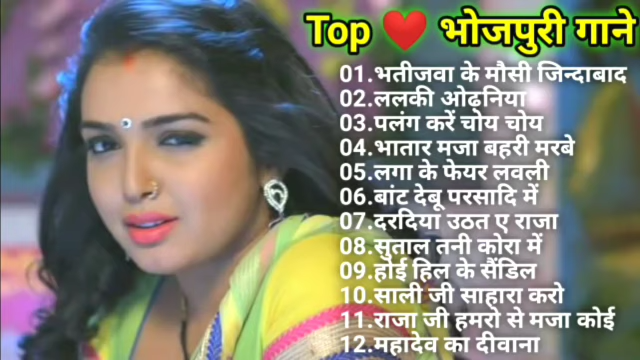 Top ❤️ भोजपुरी गाने
01.भतीजवा के मौसी जिन्दाबाद
02.ललकी ओढ़निया
03.पलंग करें चोय चोय
04.भातार मजा बहरी मरबे
05.लगा के फेयर लवली
06.बांट देबू परसादि में
07.दरदिया उठत ए राजा
08.सुताल तनी कोरा में
09.होई हिल के सैंडिल
10.साली जी साहारा करो
11.राजा जी हमरो से मजा कोई
12.महादेव का दीवाना